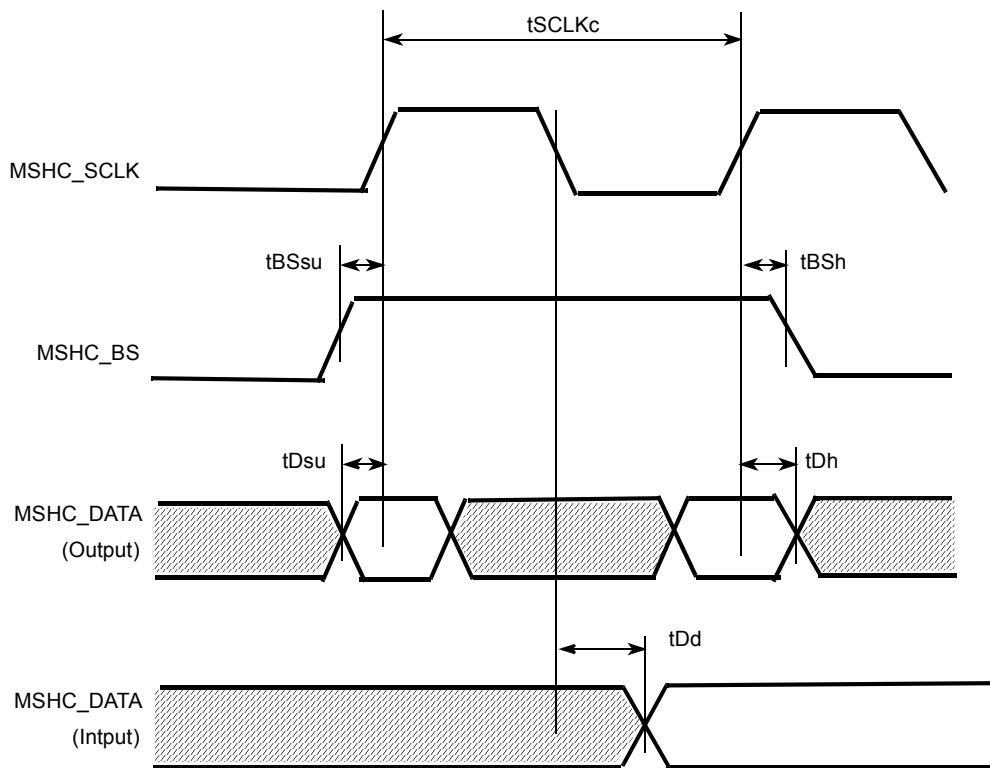 tSCLKc
MSHC_SCLK
tBSsu
tBSh
MSHC_BS
tDsu
tDh
MSHC_DATA
(Output)
tDd
MSHC_DATA
(Intput)